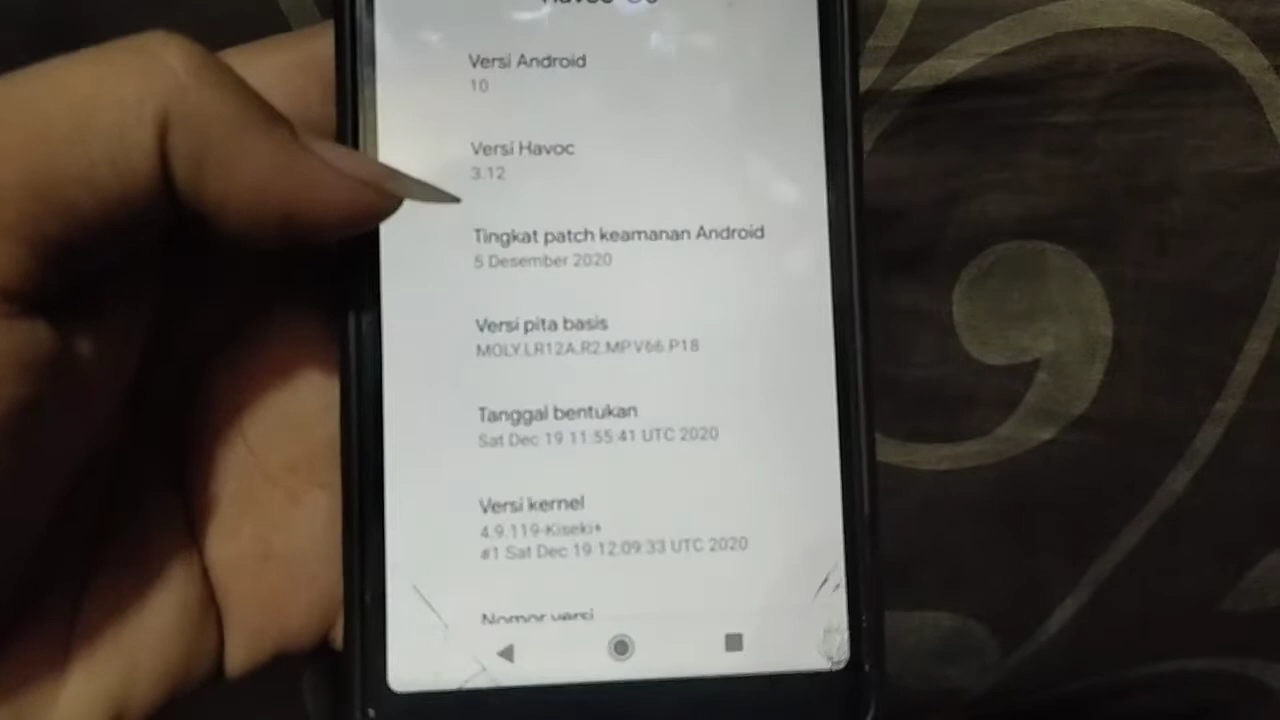 Versi Android
10
Versi Havoc
3.12
Tingkat patch keamanan Android
5 Desember 2020
Versi pita basis
MOLY.LR12A.R2.MP.V66.P18
Tanggal bentukan
Sat Dec 19 11:55:41 UTC 2020
Versi kernel
4.9.119-Kiseki+
#1 Sat Dec 19 12:09:33 UTC 2020
Nomor versi